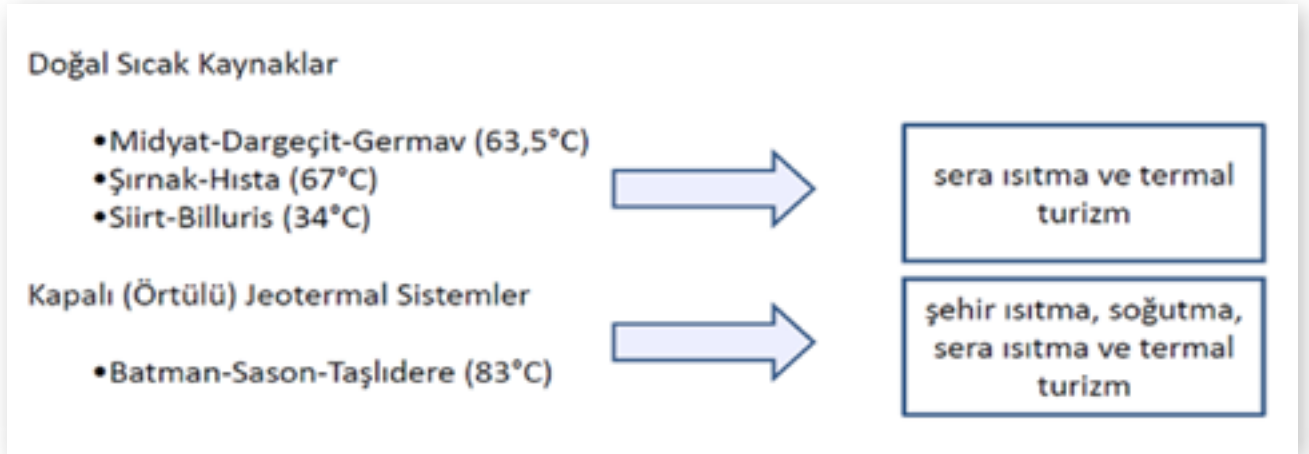 Doğal Sıcak Kaynaklar
•Midyat-Dargeçit-Germav (63,5°C)
•Şırnak-Hısta (67°C)
•Siirt-Billuris (34°C)
sera ısıtma ve termal
turizm
Kapalı (Örtülü) Jeotermal Sistemler
•Batman-Sason-Taşlıdere (83°C)
şehir ısıtma, soğutma,
sera ısıtma ve termal
turizm